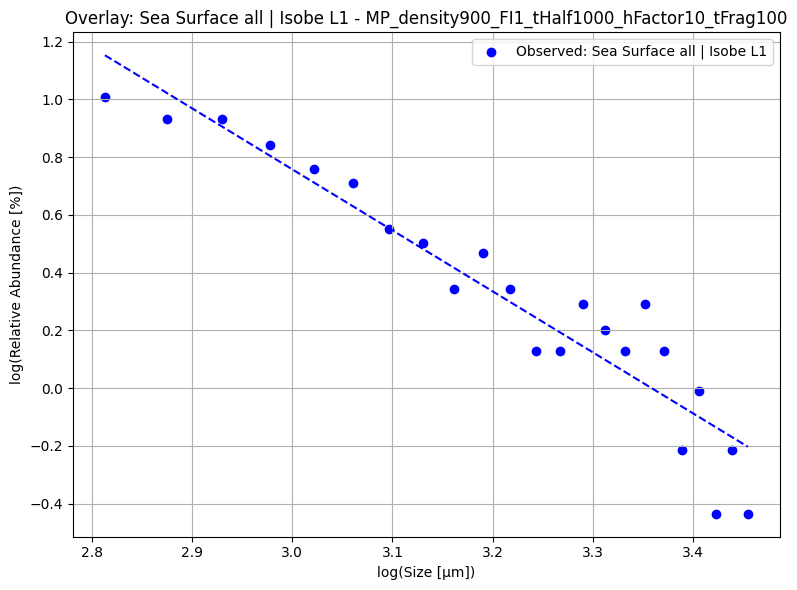 Overlay: Sea Surface all | Isobe L1 - MP_density900_FI1_tHalf1000_hFactor10_tFrag100
Observed: Sea Surface all | Isobe L1
log(Relative Abundance [%])
1.2
1.0
0.8
0.6
0.4
0.2
0.0
−0.2
−0.4
2.8 2.9 3.0 3.1 3.2 3.3 3.4
log(Size [μm])